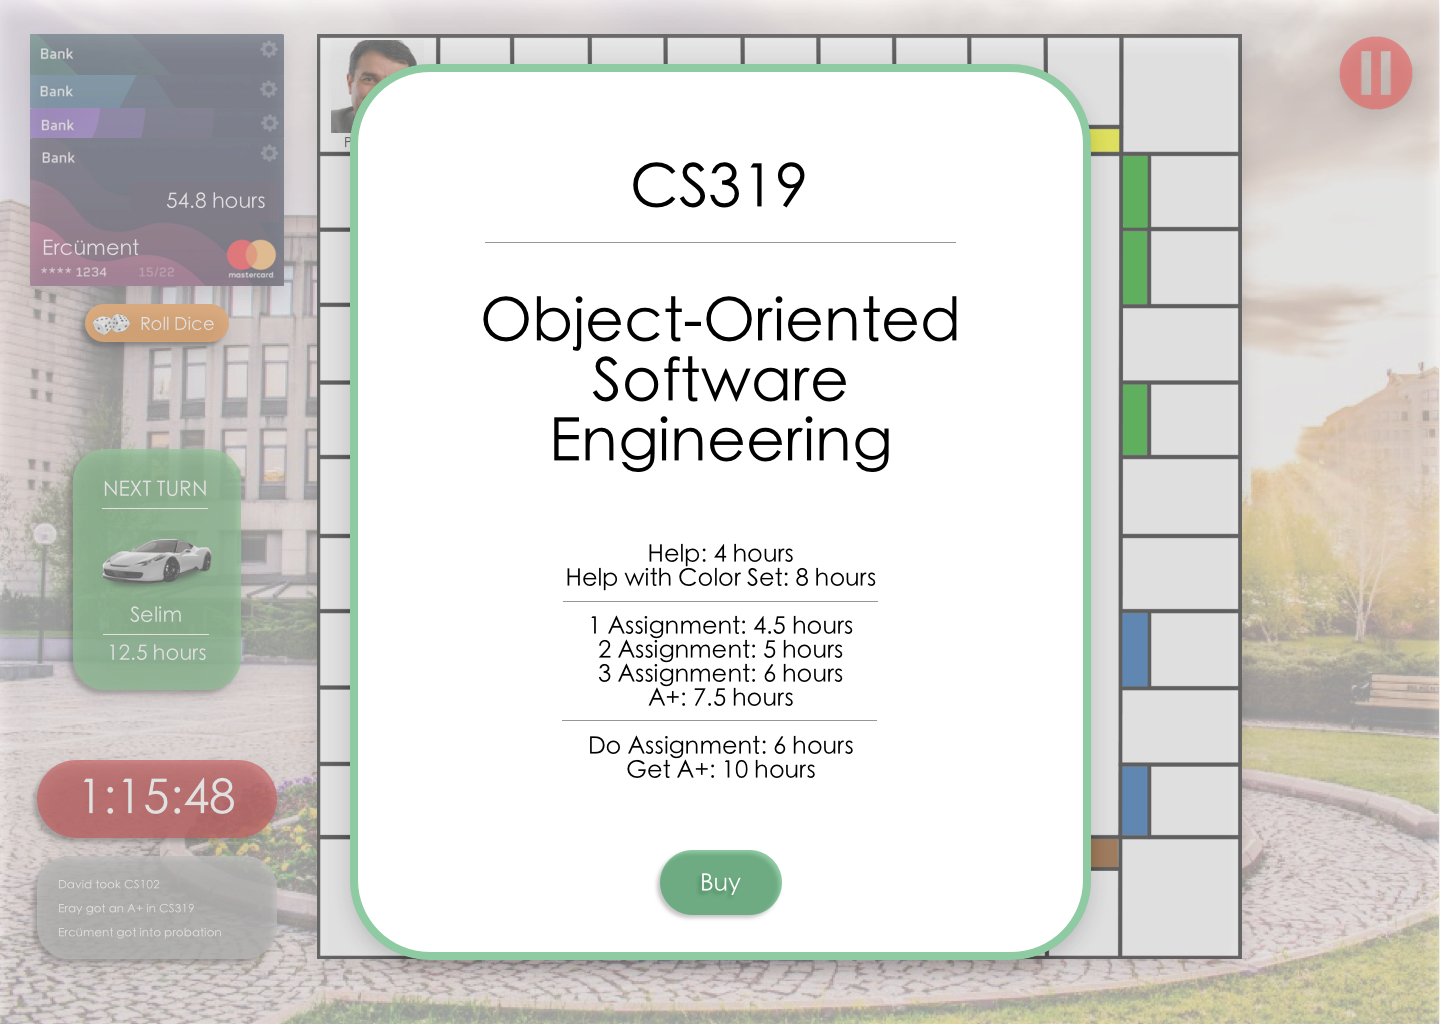 Bank
Bank
Bank
Bank
54.8 hours
Ercüment
**** 1234 15/22
mastercard
Roll Dice
NEXT TURN
Selim
12.5 hours
1:15:48
David took CS102
Eray got an A+ in CS319
Ercüment got into probation
CS319
Object-Oriented
Software
Engineering
Help: 4 hours
Help with Color Set: 8 hours
1 Assignment: 4.5 hours
2 Assignment: 5 hours
3 Assignment: 6 hours
A+: 7.5 hours
Do Assignment: 6 hours
Get A+: 10 hours
Buy